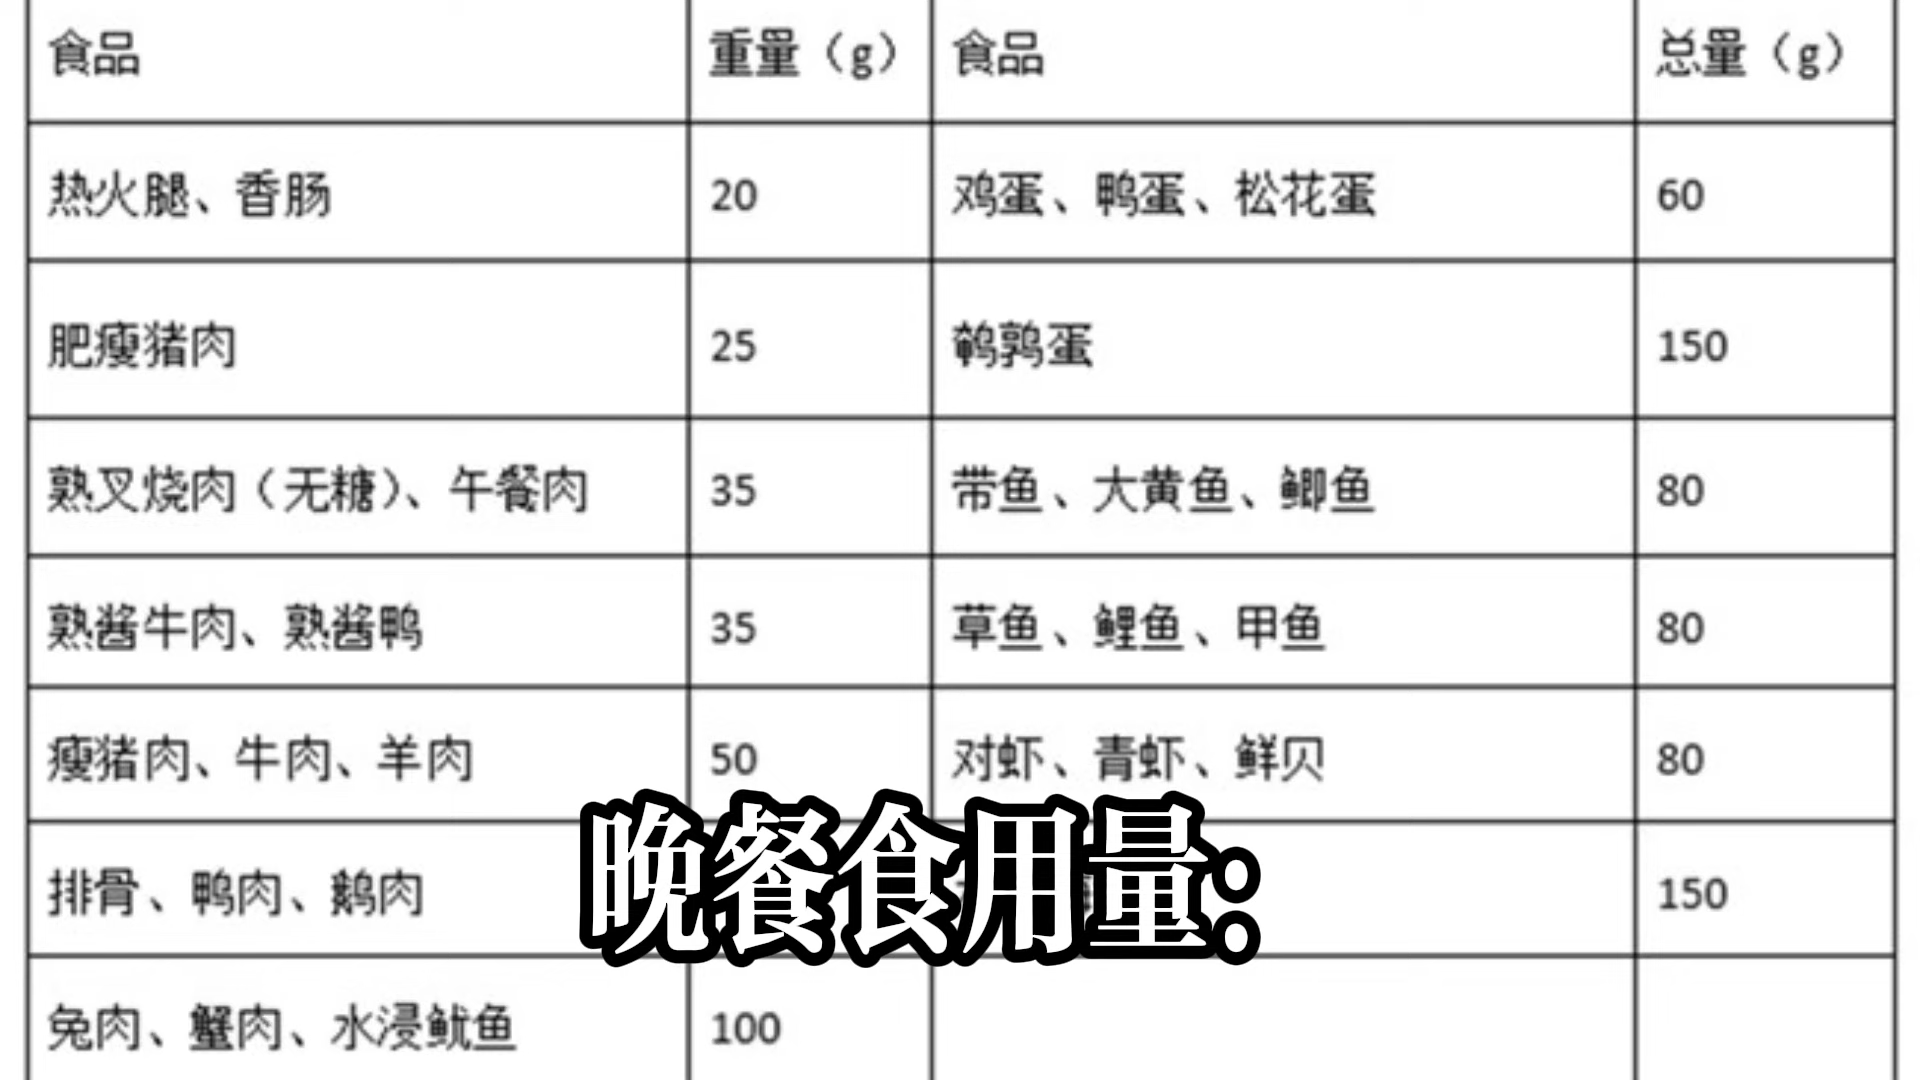 食品 重量（g） 食品 总量（g）
热火腿、香肠 20 鸡蛋、鸭蛋、松花蛋 60
肥瘦猪肉 25 鹌鹑蛋 150
熟叉烧肉（无糖）、午餐肉 35 带鱼、大黄鱼、鲫鱼 80
熟酱牛肉、熟酱鸭 35 草鱼、鲤鱼、甲鱼 80
瘦猪肉、牛肉、羊肉 50 对虾、青虾、鲜贝 80
排骨、鸭肉、鹅肉 150
晚餐食用量：
兔肉、蟹肉、水浸鱿鱼 100